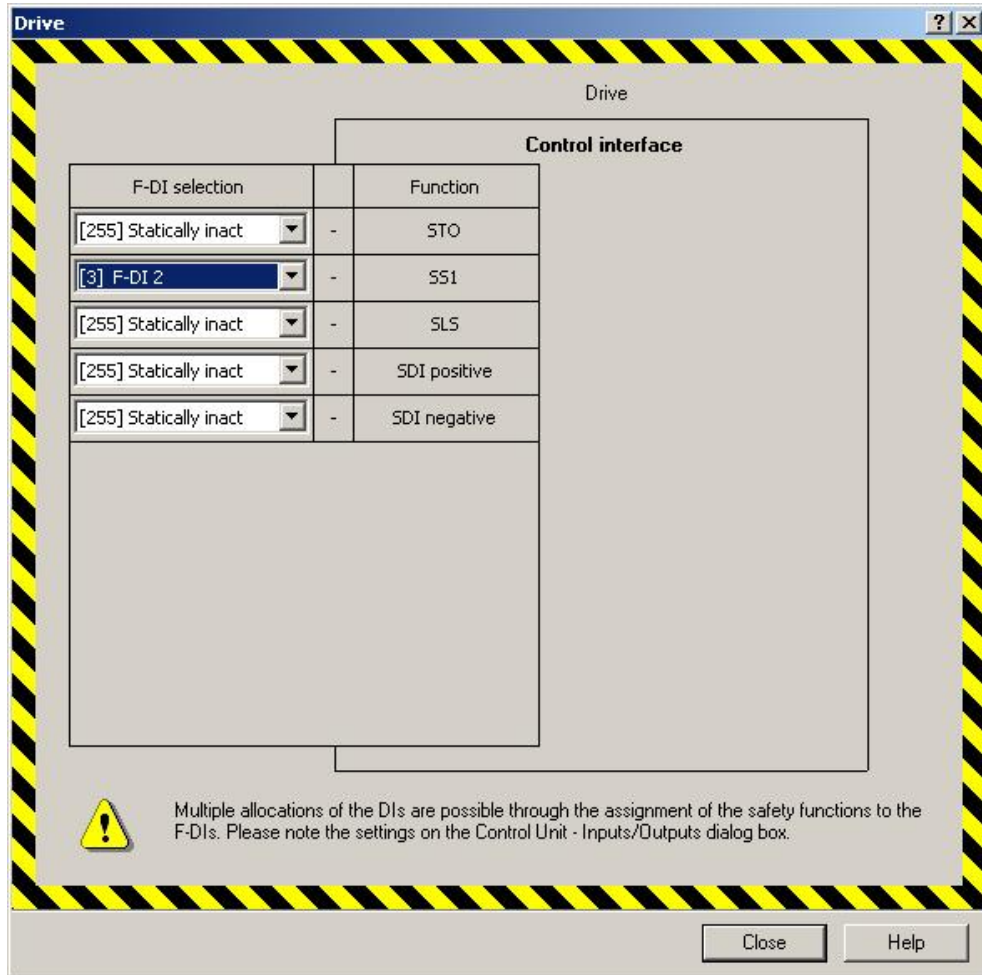 Drive
Drive
Control interface
F-DI selection Function
[255] Statically inact - STO
[3] F-DI 2 - SS1
[255] Statically inact - SLS
[255] Statically inact - SDI positive
[255] Statically inact - SDI negative
Multiple allocations of the DIs are possible through the assignment of the safety functions to the
F-DIs. Please note the settings on the Control Unit - Inputs/Outputs dialog box.
Close Help